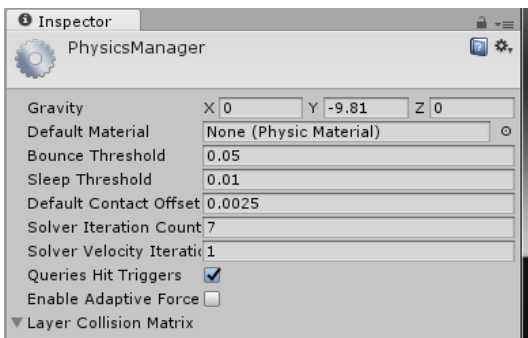 Inspector
PhysicsManager
Gravity X 0 Y -9.81 Z 0
Default Material None (Physic Material)
Bounce Threshold 0.05
Sleep Threshold 0.01
Default Contact Offset 0.0025
Solver Iteration Count 7
Solver Velocity Iteratio 1
Queries Hit Triggers
Enable Adaptive Force
Layer Collision Matrix